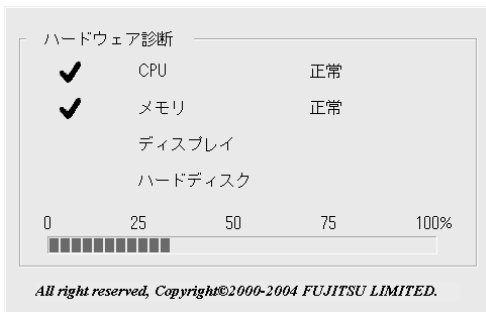 ハードウェア診断
CPU 正常
メモリ 正常
ディスプレイ
ハードディスク
0 25 50 75 100%
All right reserved, Copyright©2000-2004 FUJITSU LIMITED.